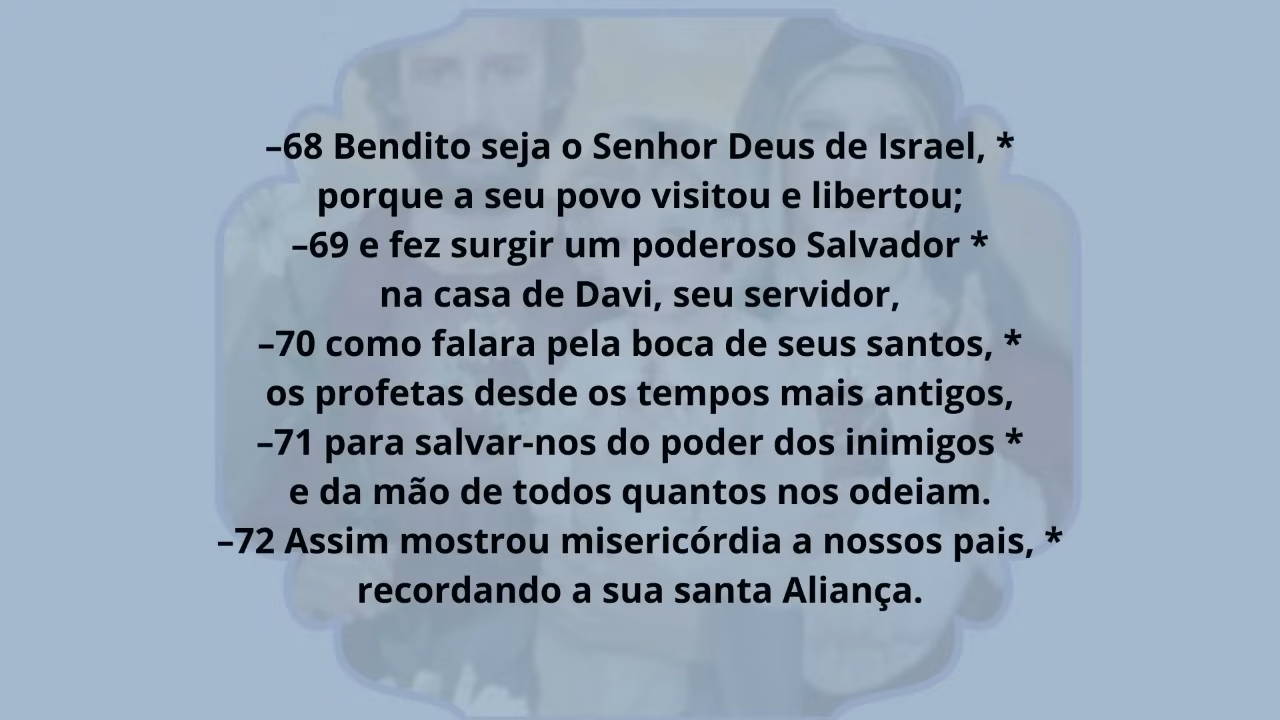 –68 Bendito seja o Senhor Deus de Israel, *
porque a seu povo visitou e libertou;
–69 e fez surgir um poderoso Salvador *
na casa de Davi, seu servidor,
–70 como falara pela boca de seus santos, *
os profetas desde os tempos mais antigos,
–71 para salvar-nos do poder dos inimigos *
e da mão de todos quantos nos odeiam.
–72 Assim mostrou misericórdia a nossos pais, *
recordando a sua santa Aliança.